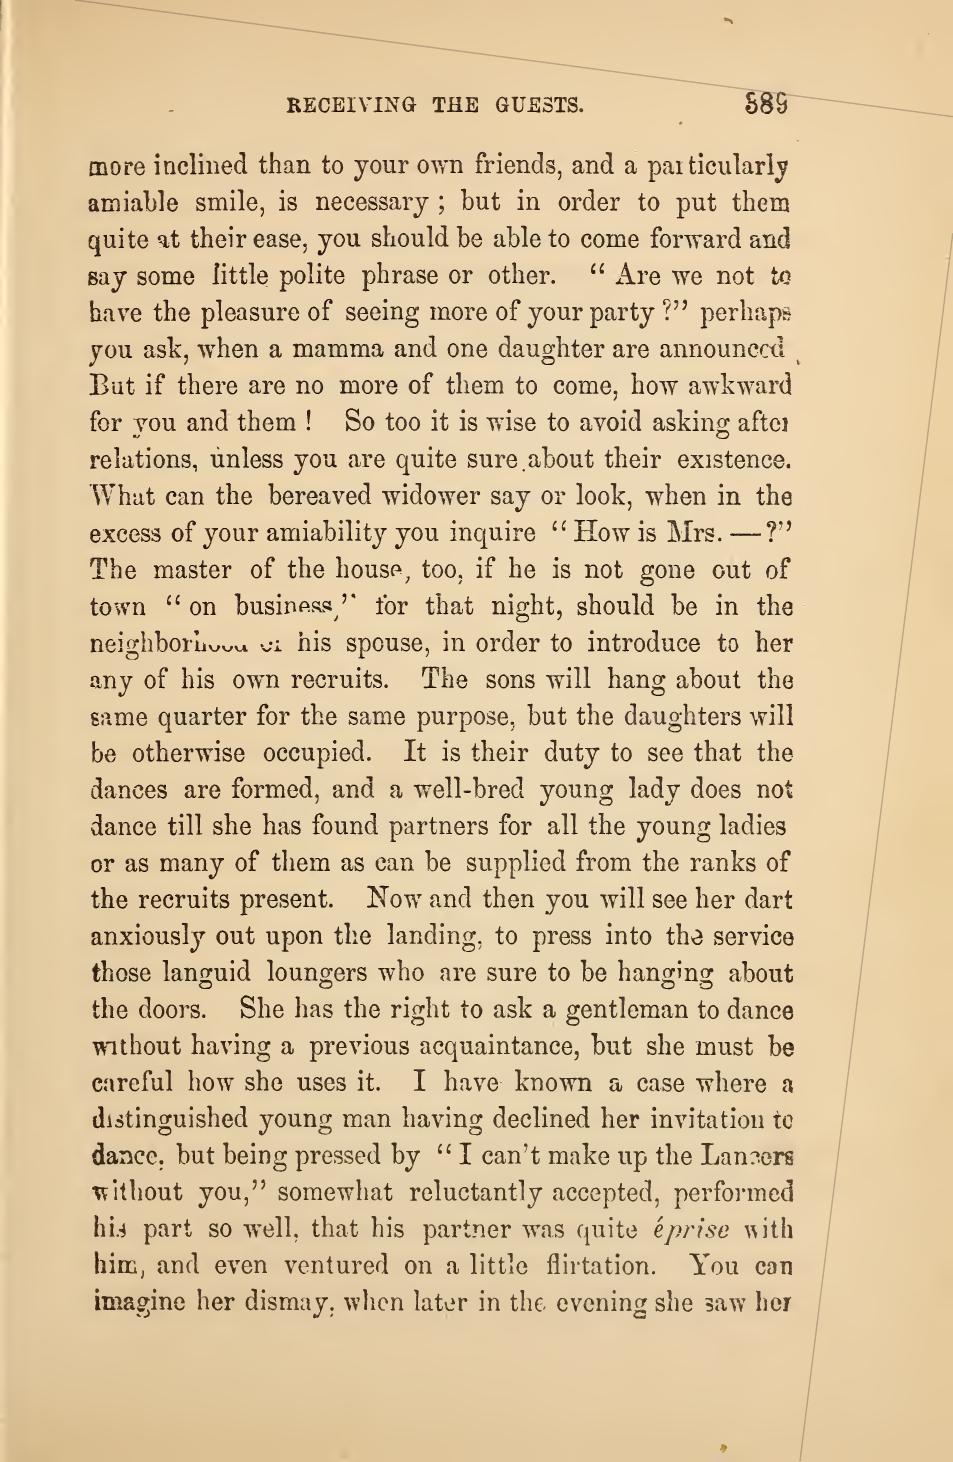 RECEIVING THE GUESTS. 389
more inclined than to your own friends, and a particularly
amiable smile, is necessary ; but in order to put them
quite at their ease, you should be able to come forward and
say some little polite phrase or other. “ Are we not to
have the pleasure of seeing more of your party ?” perhaps
you ask, when a mamma and one daughter are announced
But if there are no more of them to come, how awkward
for you and them ! So too it is wise to avoid asking after
relations, unless you are quite sure about their existence.
What can the bereaved widower say or look, when in the
excess of your amiability you inquire “ How is Mrs. — ?”
The master of the house, too, if he is not gone out of
town “ on business,” for that night, should be in the
neighborhood of his spouse, in order to introduce to her
any of his own recruits. The sons will hang about the
same quarter for the same purpose, but the daughters will
be otherwise occupied. It is their duty to see that the
dances are formed, and a well-bred young lady does not
dance till she has found partners for all the young ladies
or as many of them as can be supplied from the ranks of
the recruits present. Now and then you will see her dart
anxiously out upon the landing, to press into the service
those languid loungers who are sure to be hanging about
the doors. She has the right to ask a gentleman to dance
without having a previous acquaintance, but she must be
careful how she uses it. I have known a case where a
distinguished young man having declined her invitation to
dance, but being pressed by “ I can’t make up the Lancers
without you,” somewhat reluctantly accepted, performed
his part so well, that his partner was quite éprise with
him, and even ventured on a little flirtation. You can
imagine her dismay, when later in the evening she saw her